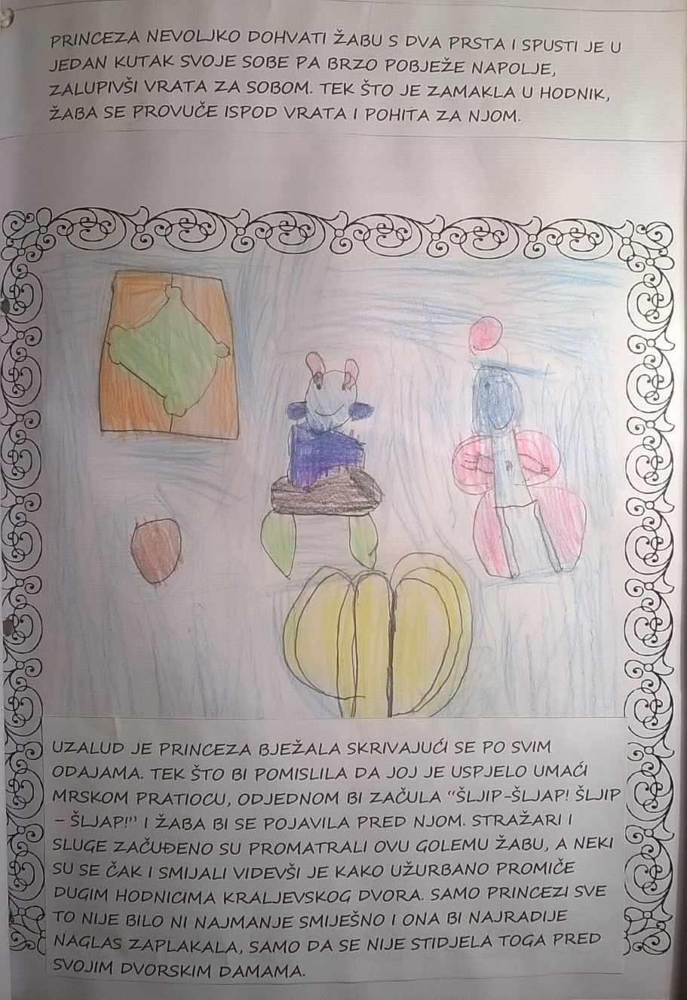 PRINCEZA NEVOLJKO DOHVATI ŽABU S DVA PRSTA I SPUSTI JE U
JEDAN KUTAK SVOJE SOBE PA BRZO POBJEŽE NAPOLJE,
ZALUPIVŠI VRATA ZA SOBOM. TEK ŠTO JE ZAMAKLA U HODNIK,
ŽABA SE PROVUČE ISPOD VRATA I POHITA ZA NJOM.
UZALUD JE PRINCEZA BJEŽALA SKRIVAJUĆI SE PO SVIM
ODAJAMA. TEK ŠTO BI POMISLILA DA JOJ JE USPJELO UMAĆI
MRSKOM PRATIOCU, ODJEDNOM BI ZAČULA “ŠLJIP-ŠLJAP! ŠLJIP
– ŠLJAP!” I ŽABA BI SE POJAVILA PRED NJOM. STRAŽARI I
SLUGE ZAČUĐENO SU PROMATRALI OVU GOLEMU ŽABU, A NEKI
SU SE ČAK I SMIJALI VIDEVŠI JE KAKO UŽURBANO PROMIČE
DUGIM HODNICIMA KRALJEVSKOG DVORA. SAMO PRINCEZI SVE
TO NIJE BILO NI NAJMANJE SMIJEŠNO I ONA BI NAJRADIJE
NAGLAS ZAPLAKALA, SAMO DA SE NIJE STIDJELA TOGA PRED
SVOJIM DVORSKIM DAMAMA.